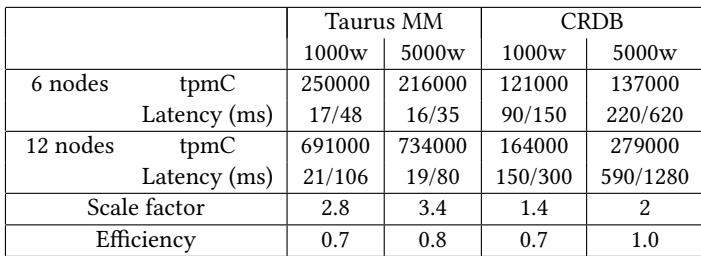 Taurus MM CRDB
1000w 5000w 1000w 5000w
6 nodes tpmC 250000 216000 121000 137000
Latency (ms) 17/48 16/35 90/150 220/620
12 nodes tpmC 691000 734000 164000 279000
Latency (ms) 21/106 19/80 150/300 590/1280
Scale factor 2.8 3.4 1.4 2
Efficiency 0.7 0.8 0.7 1.0